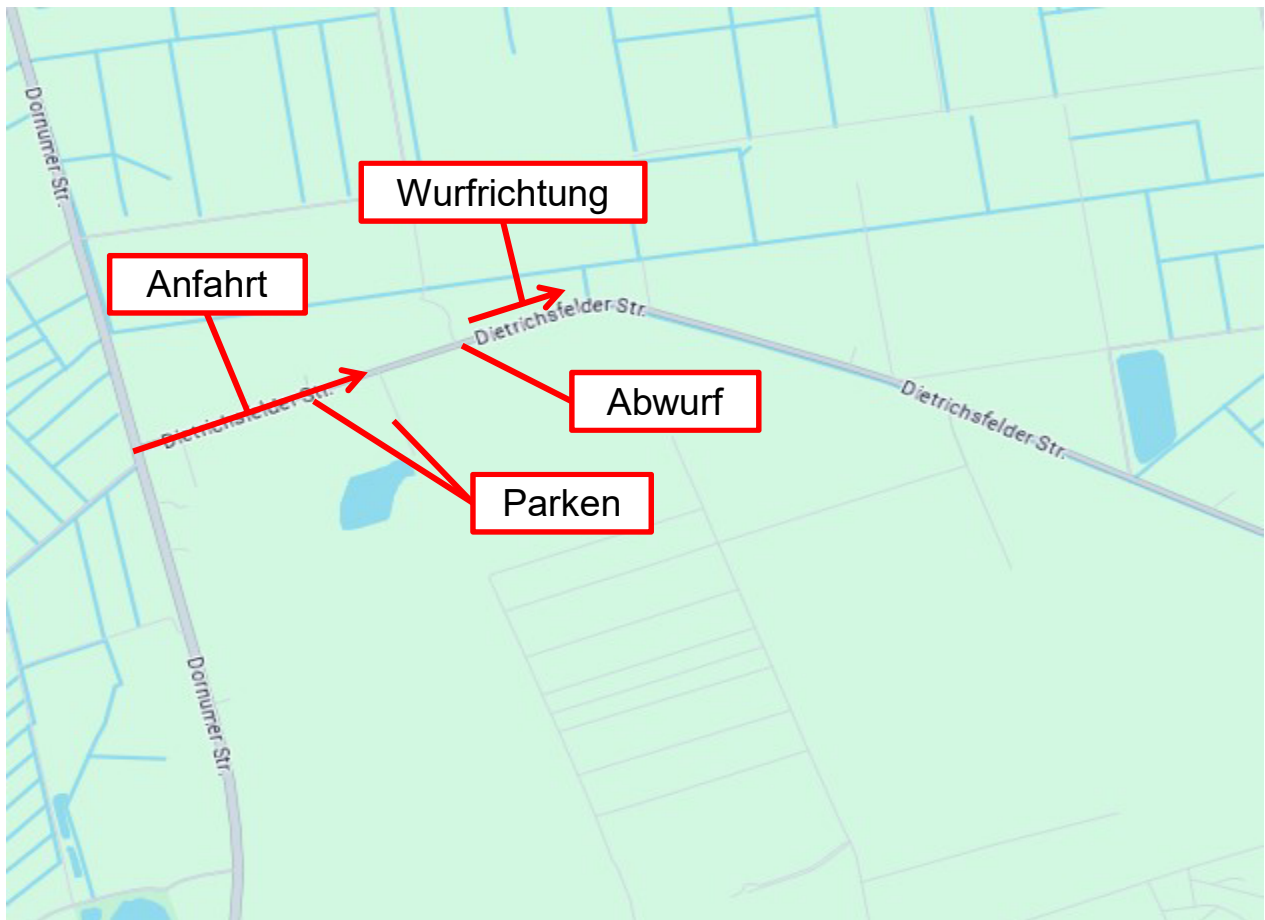 Dornumer Str.
Wurfrichtung
Anfahrt
Dietrichsfelder Str.
Dietrichsfelder Str.
Abwurf
Dietrichsfelder Str.
Parken
Dornumer Str.